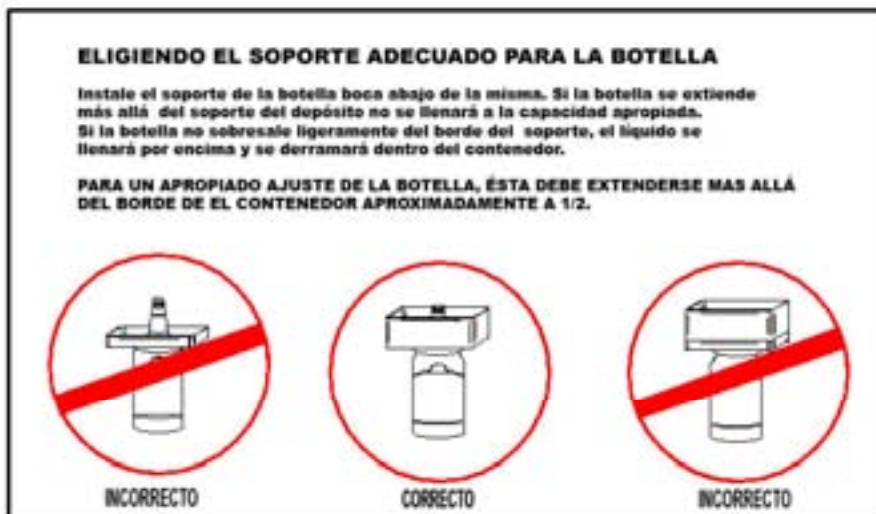 ELIGIENDO EL SOPORTE ADECUADO PARA LA BOTELLA
Instale el soporte de la botella boca abajo de la misma. Si la botella se extiende
más allá del soporte del depósito no se llenará a la capacidad apropiada.
Si la botella no sobresale ligeramente del borde del soporte, el líquido se
llenará por encima y se derramará dentro del contenedor.
PARA UN APROPIADO AJUSTE DE LA BOTELLA, ÉSTA DEBE EXTENDERSE MAS ALLÁ
DEL BORDE DE EL CONTENEDOR APROXIMADAMENTE A 1/2.
INCORRECTO
CORRECTO
INCORRECTO